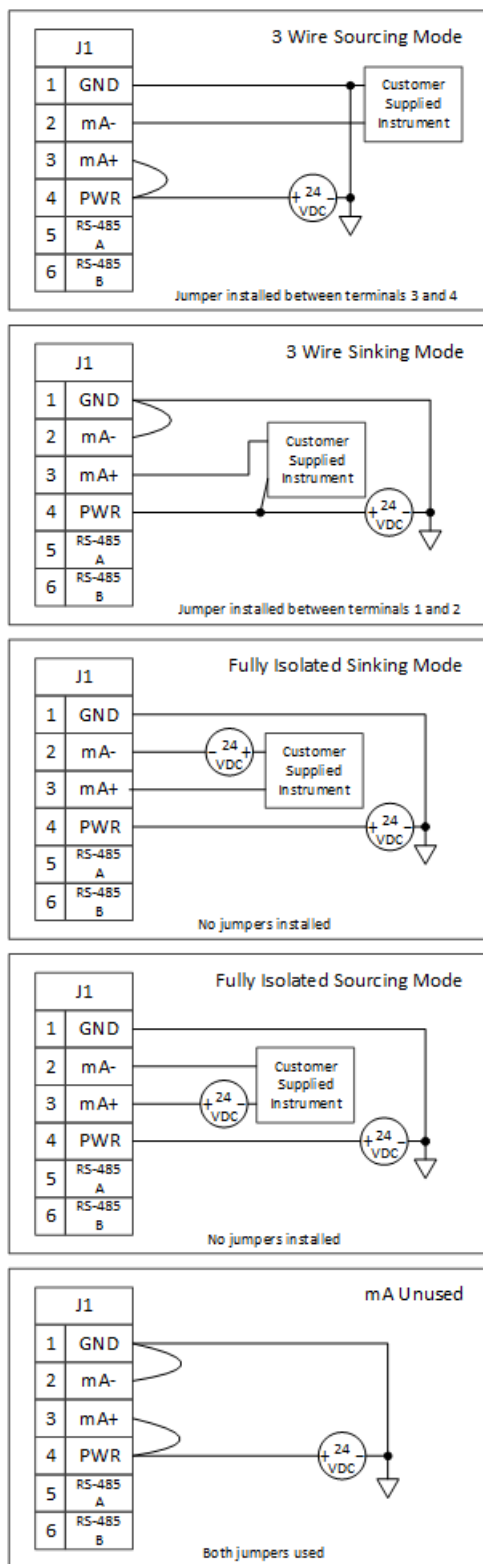 3 Wire Sourcing Mode
J1
1 GND
Customer
Supplied
Instrument
2 mA-
3 mA+
4 PWR
+ 24 -
VDC
5 RS-485
A
6 RS-485
B
Jumper installed between terminals 3 and 4
3 Wire Sinking Mode
J1
1 GND
2 mA-
Customer
Supplied
Instrument
3 mA+
4 PWR
+ 24 -
VDC
5 RS-485
A
6 RS-485
B
Jumper installed between terminals 1 and 2
Fully Isolated Sinking Mode
J1
1 GND
2 mA-
- 24 +
VDC
Customer
Supplied
Instrument
3 mA+
4 PWR
+ 24 -
VDC
5 RS-485
A
6 RS-485
B
No jumpers installed
Fully Isolated Sourcing Mode
J1
1 GND
2 mA-
Customer
Supplied
Instrument
3 mA+
+ 24 -
VDC
4 PWR
+ 24 -
VDC
5 RS-485
A
6 RS-485
B
No jumpers installed
mA Unused
J1
1 GND
2 mA-
3 mA+
4 PWR
+ 24 -
VDC
5 RS-485
A
6 RS-485
B
Both jumpers used